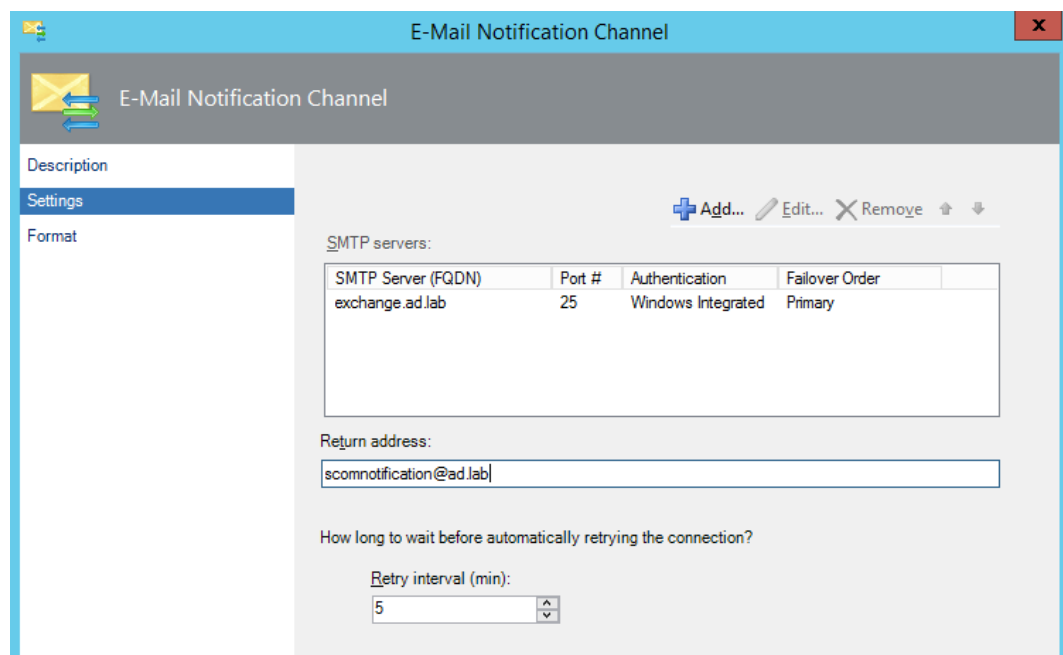 E-Mail Notification Channel
x
E-Mail Notification Channel
Description
Settings
Format
Add... Edit... Remove
SMTP servers:
SMTP Server (FQDN) Port # Authentication Failover Order
exchange.ad.lab 25 Windows Integrated Primary
Return address:
scomnotification@ad.lab
How long to wait before automatically retrying the connection?
Retry interval (min):
5